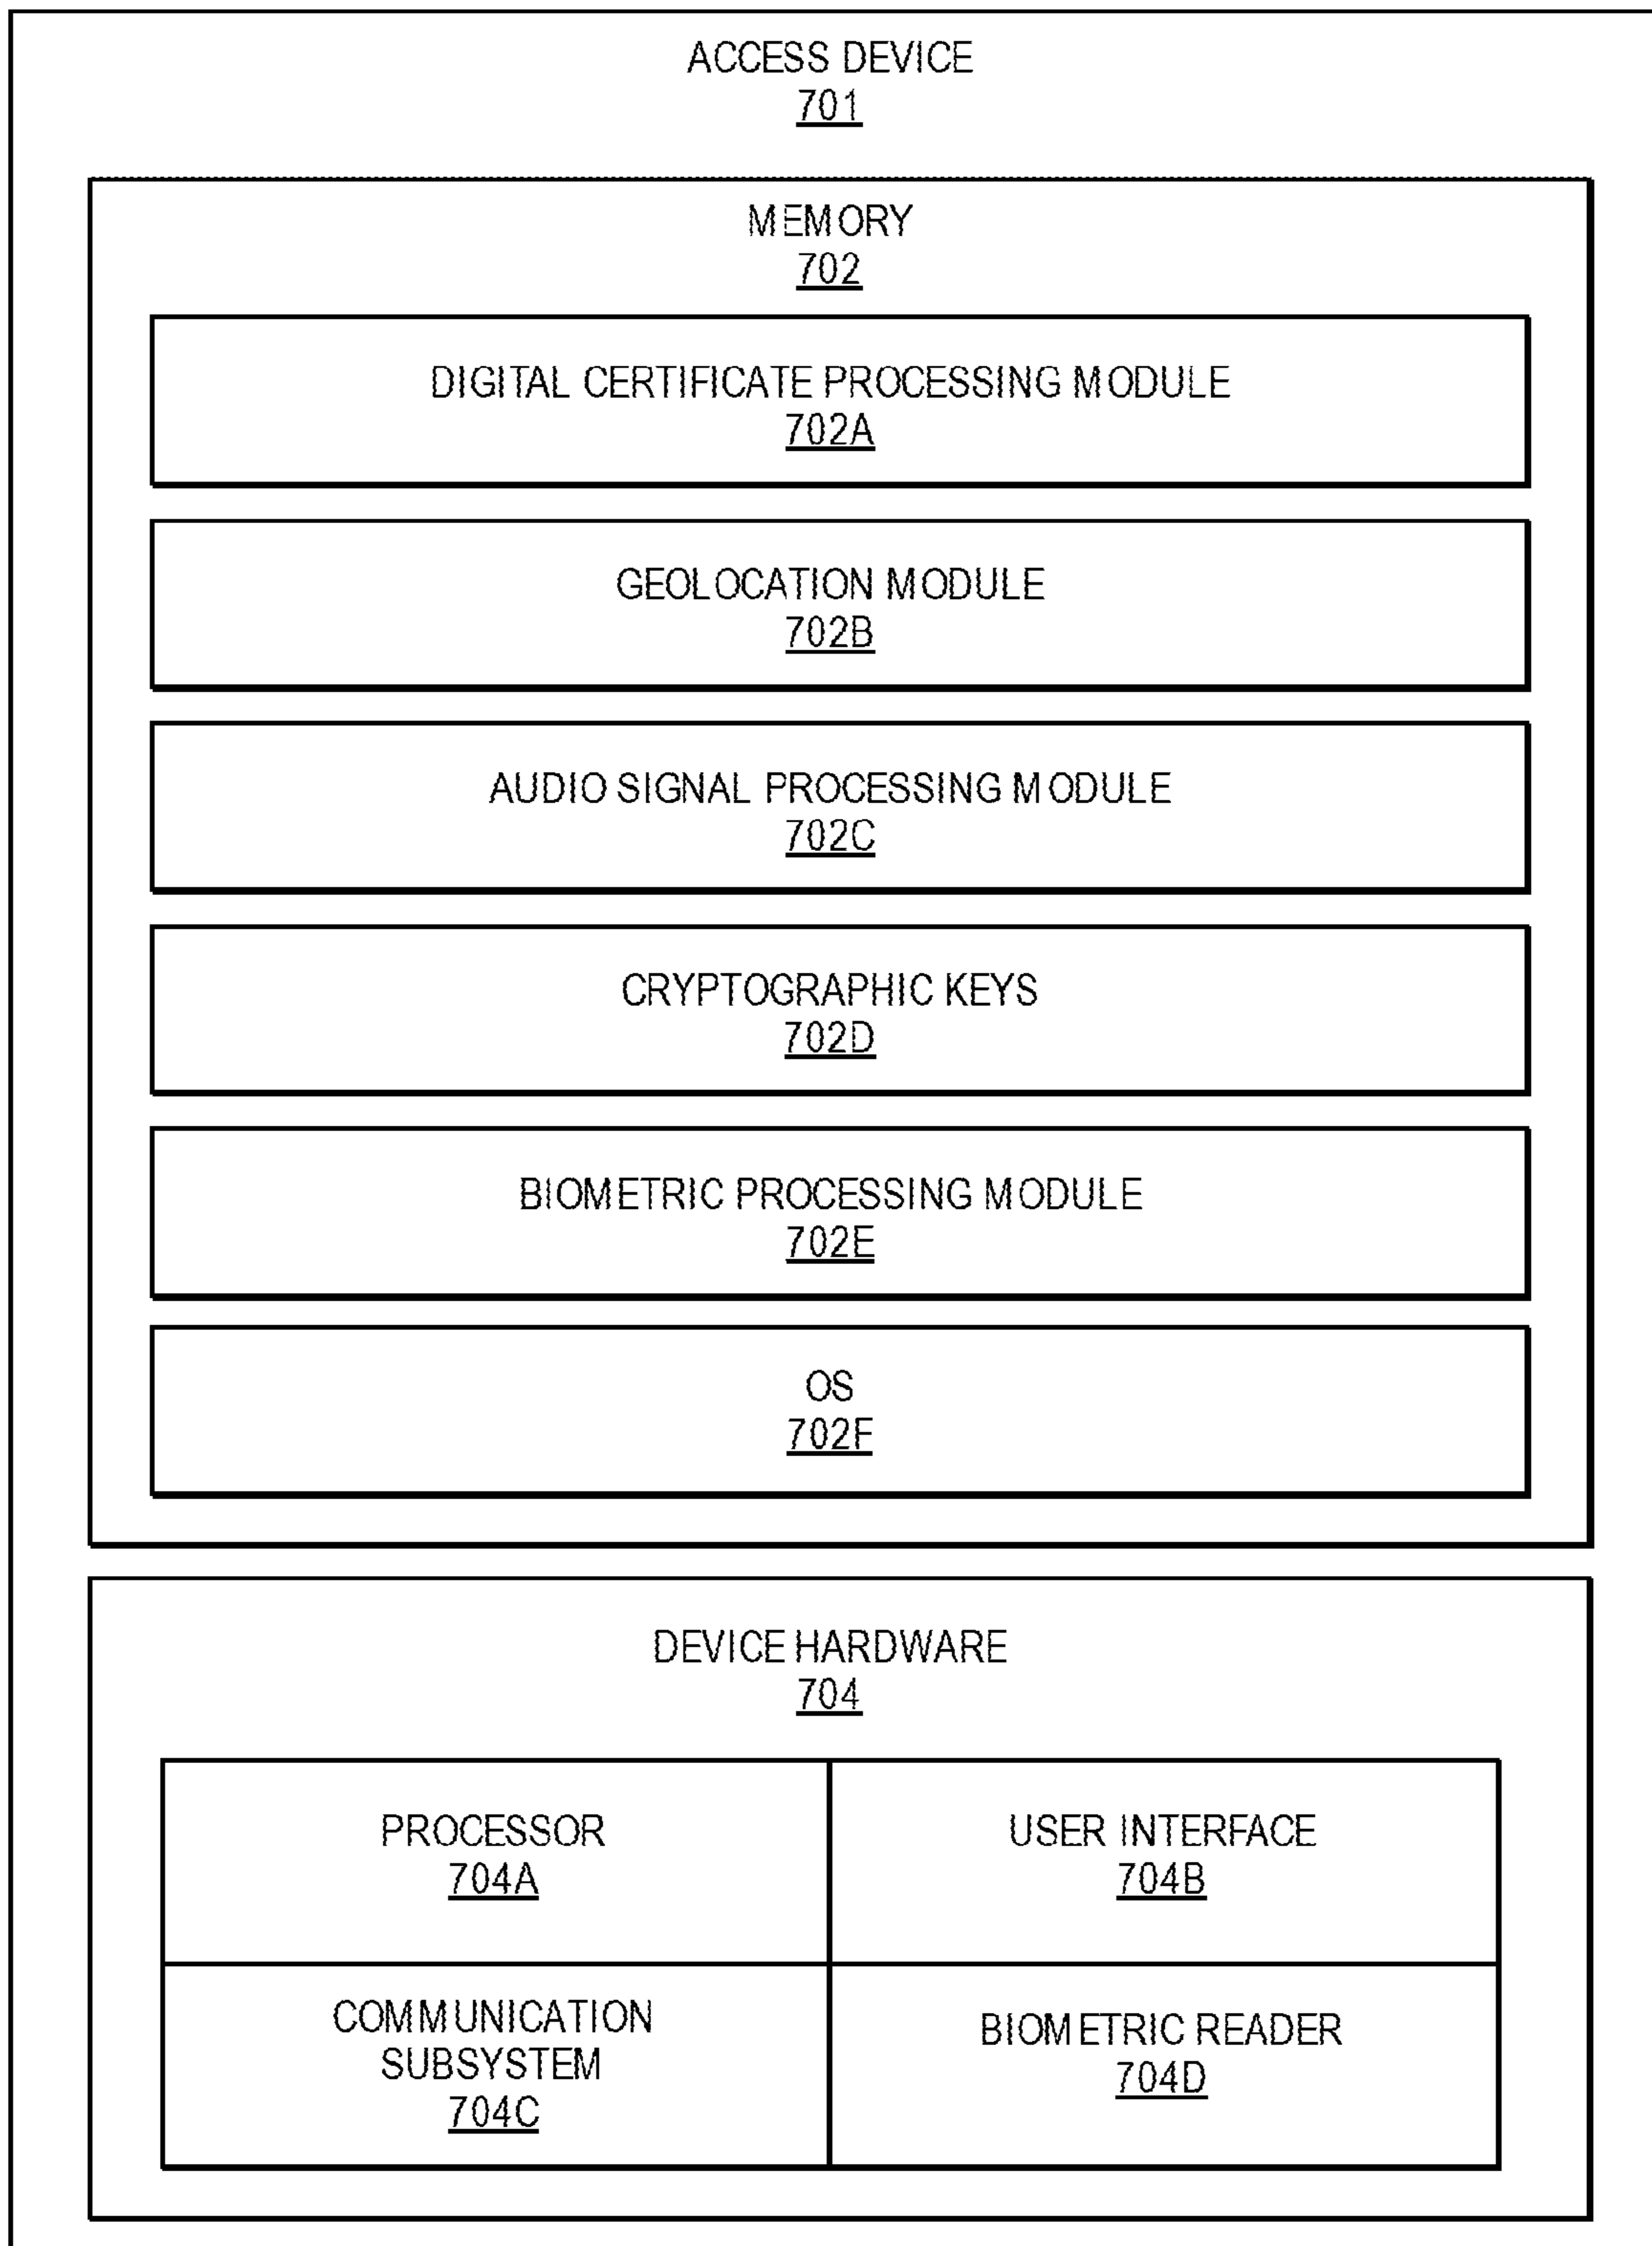 ACCESS DEVICE
701
MEMORY
702
DIGITAL CERTIFICATE PROCESSING MODULE
702A
GEOLOCATION MODULE
702B
AUDIO SIGNAL PROCESSING MODULE
702C
CRYPTOGRAPHIC KEYS
702D
BIOMETRIC PROCESSING MODULE
702E
OS
702F
DEVICE HARDWARE
704
PROCESSOR
704A
USER INTERFACE
704B
COMMUNICATION
SUBSYSTEM
704C
BIOMETRIC READER
704D